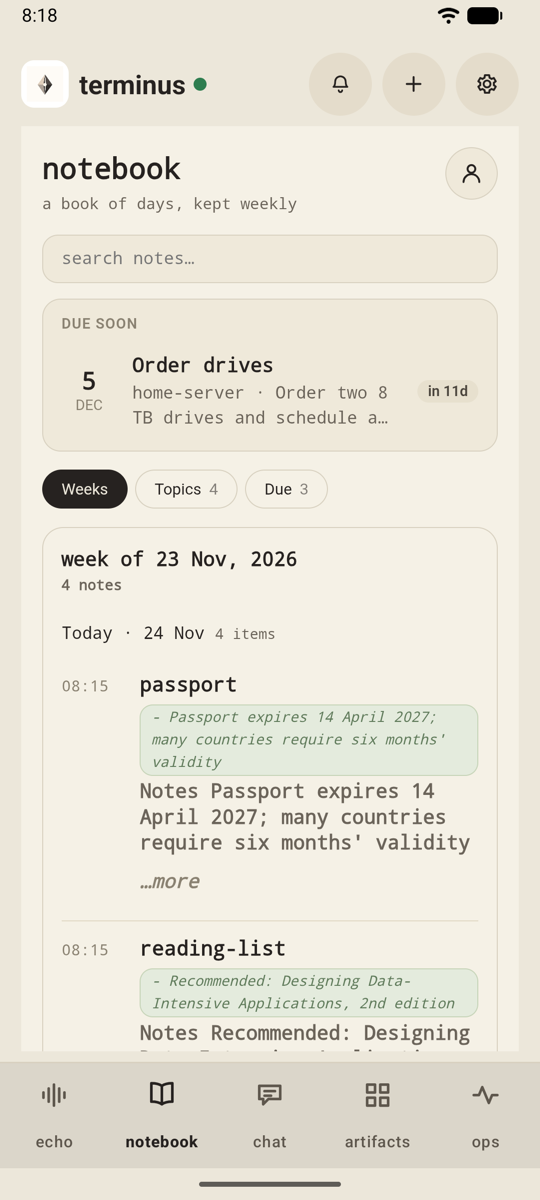 8:18
terminus
notebook
a book of days, kept weekly
search notes…
DUE SOON
5
DEC
Order drives
home-server · Order two 8
TB drives and schedule a…
in 11d
Weeks
Topics 4
Due 3
week of 23 Nov, 2026
4 notes
Today · 24 Nov 4 items
08:15
passport
- Passport expires 14 April 2027;
many countries require six months'
validity
Notes Passport expires 14
April 2027; many countries
require six months' validity
…more
08:15
reading-list
- Recommended: Designing Data-
Intensive Applications, 2nd edition
Notes Recommended: Designing
echo
notebook
chat
artifacts
ops